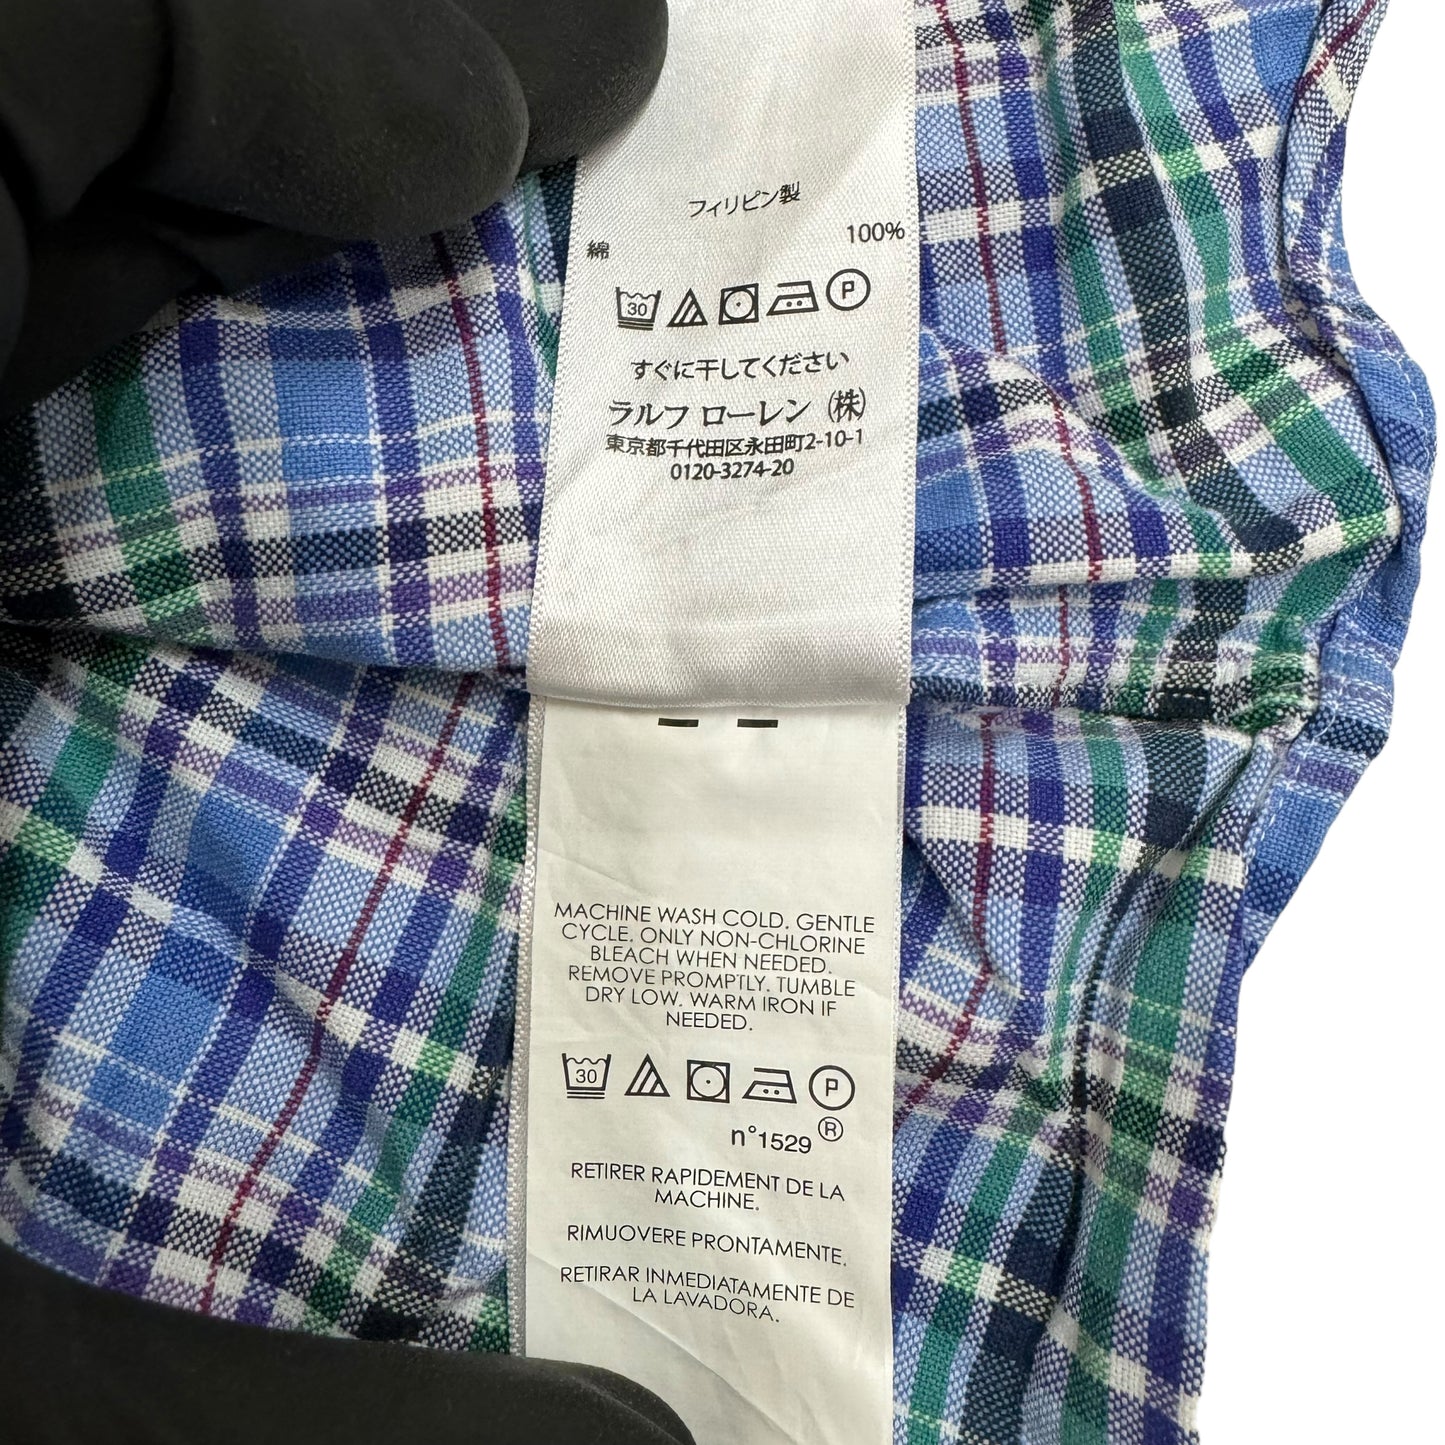 フィリピン製
綿 100%
30 P
すぐに干してください
ラルフ ローレン (株)
東京都千代田区永田町2-10-1
0120-3274-20
MACHINE WASH COLD. GENTLE
CYCLE. ONLY NON-CHLORINE
BLEACH WHEN NEEDED.
REMOVE PROMPTLY. TUMBLE
DRY LOW. WARM IRON IF
NEEDED.
30 P
n°1529 ®
RETIRER RAPIDEMENT DE LA
MACHINE.
RIMUOVERE PRONTAMENTE.
RETIRAR INMEDIATAMENTE DE
LA LAVADORA.